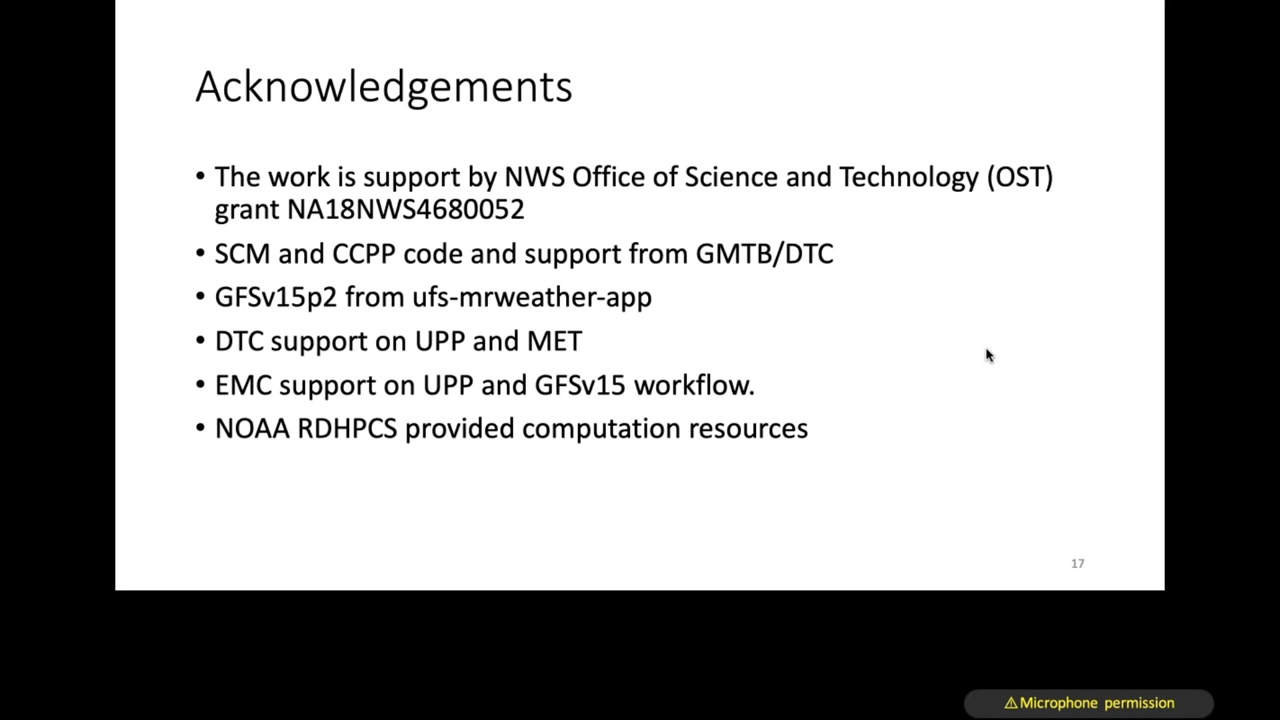 Acknowledgements
• The work is support by NWS Office of Science and Technology (OST)
grant NA18NWS4680052
• SCM and CCPP code and support from GMTB/DTC
• GFSv15p2 from ufs-mrweather-app
• DTC support on UPP and MET
• EMC support on UPP and GFSv15 workflow.
• NOAA RDHPCS provided computation resources
17
⚠Microphone permission